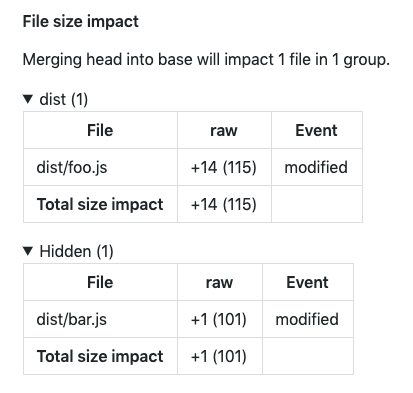 File size impact
Merging head into base will impact 1 file in 1 group.
▼ dist (1)
File raw Event
dist/foo.js +14 (115) modified
Total size impact +14 (115)
▼ Hidden (1)
File raw Event
dist/bar.js +1 (101) modified
Total size impact +1 (101)